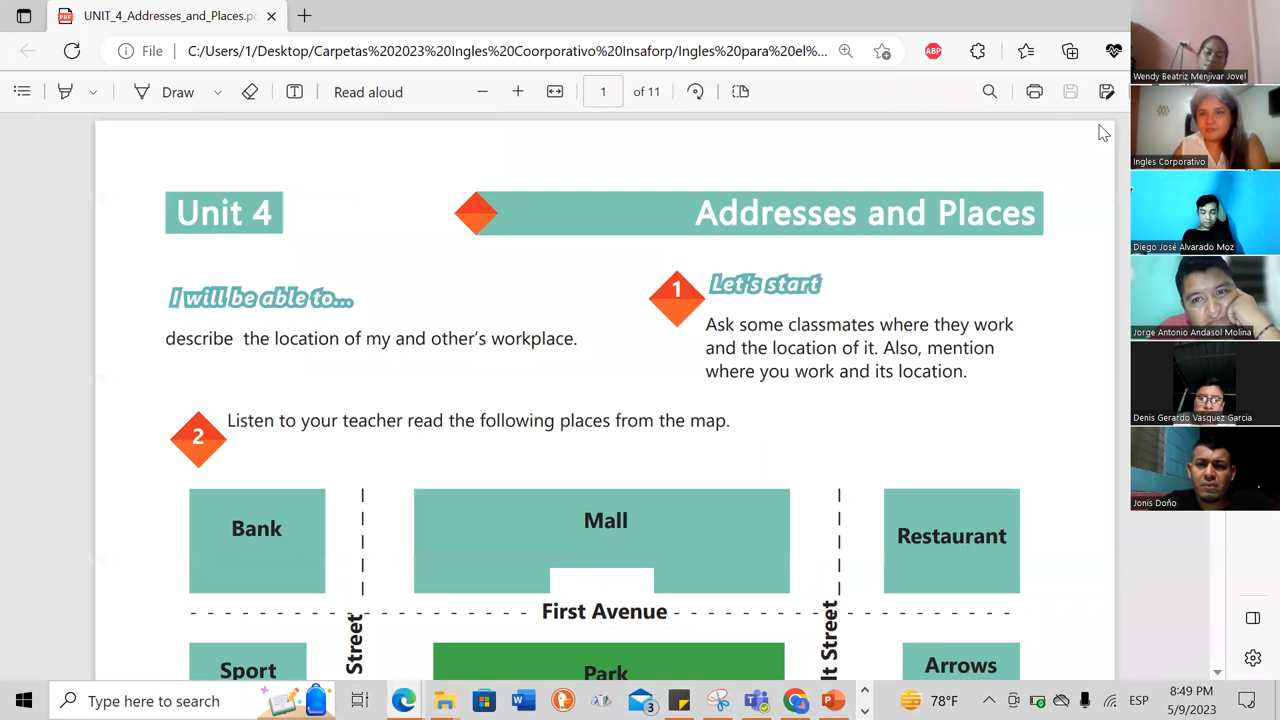 UNIT_4_Addresses_and_Places.pc
File
C:/Users/1/Desktop/Carpetas%202023%20Ingles%20Coorporativo%20Insaforp/Ingles%20para%20el%...
ABP
Draw
Read aloud
1
of 11
Wendy Beatriz Menjivar Jovel
Ingles Corporativo
Diego José Alvarado Moz
Jorge Antonio Andasol Molina
Denis Gerardo Vasquez Garcia
Jonis Doño
Unit 4
Addresses and Places
I will be able to...
describe the location of my and other's workplace.
1
Let's start
Ask some classmates where they work
and the location of it. Also, mention
where you work and its location.
2
Listen to your teacher read the following places from the map.
Bank
Mall
Restaurant
First Avenue
Street
lt Street
Sport
Park
Arrows
Type here to search
3
78°F
ESP
8:49 PM
5/9/2023